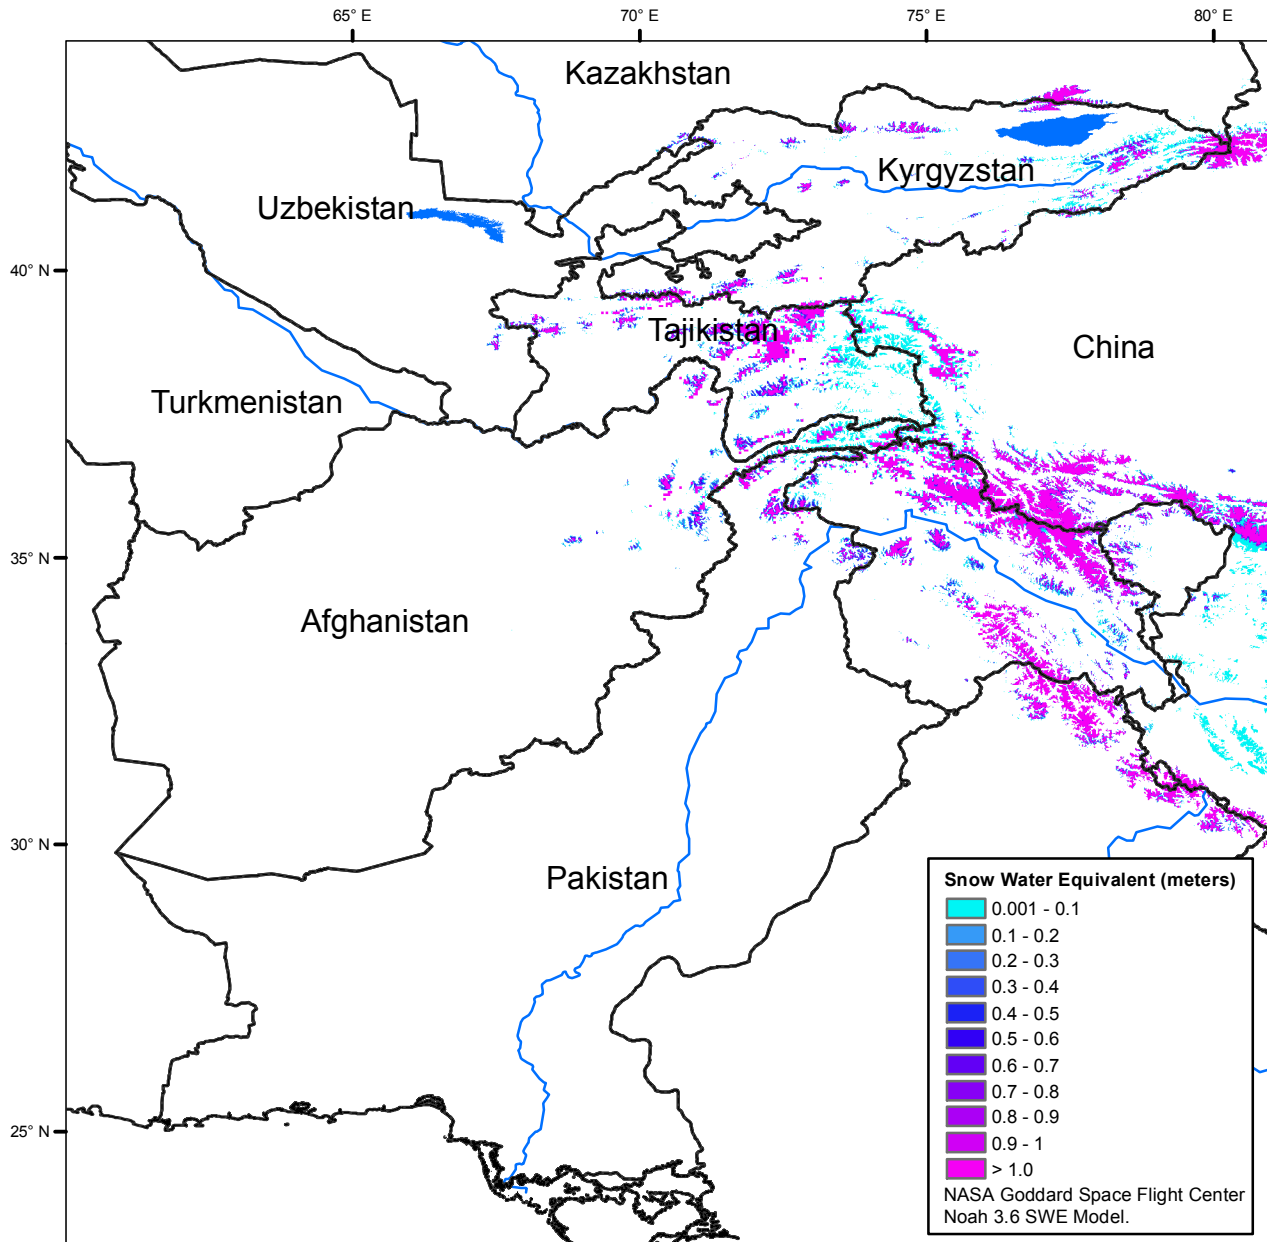 65° E
70° E
75° E
80° E
Kazakhstan
Kyrgyzstan
Uzbekistan
40° N
Tajikistan
China
Turkmenistan
35° N
Afghanistan
30° N
Pakistan
25° N
Snow Water Equivalent (meters)
0.001 - 0.1
0.1 - 0.2
0.2 - 0.3
0.3 - 0.4
0.4 - 0.5
0.5 - 0.6
0.6 - 0.7
0.7 - 0.8
0.8 - 0.9
0.9 - 1
> 1.0
NASA Goddard Space Flight Center
Noah 3.6 SWE Model.